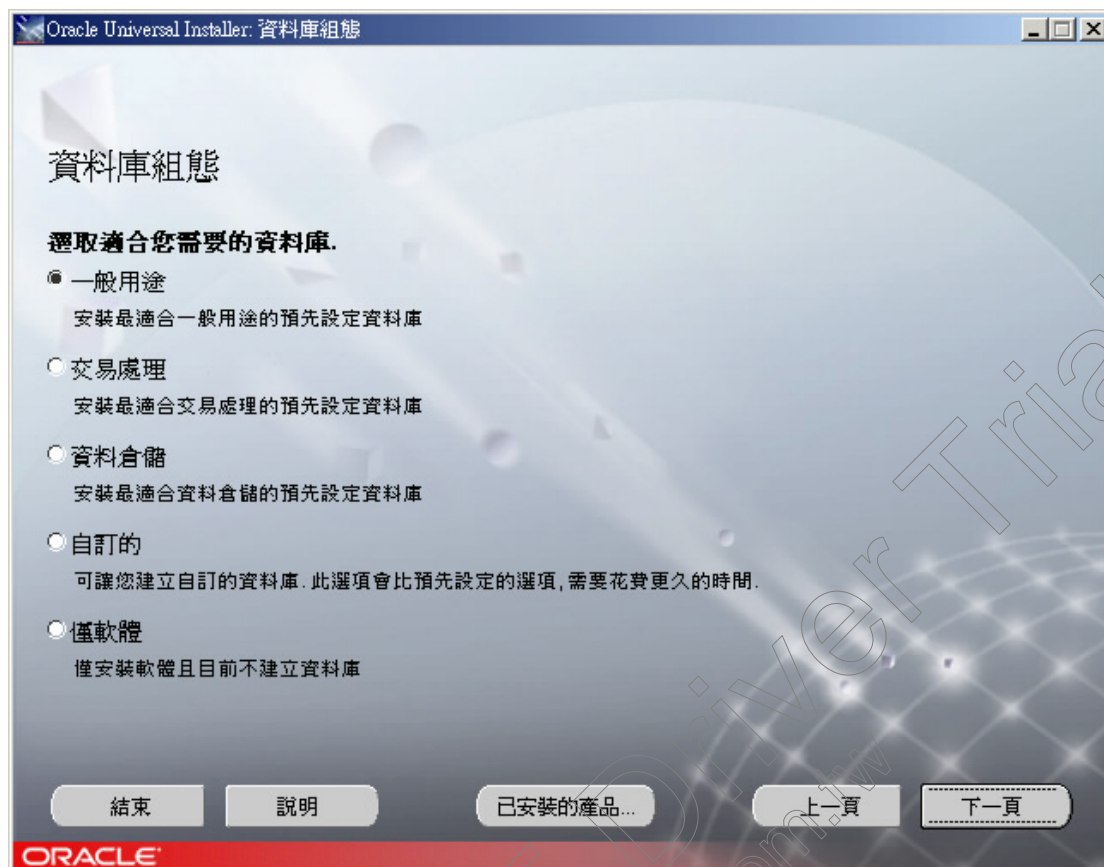 Oracle Universal Installer: 資料庫組態
資料庫組態
選取適合您需要的資料庫.
一般用途
安裝最適合一般用途的預先設定資料庫
交易處理
安裝最適合交易處理的預先設定資料庫
資料倉儲
安裝最適合資料倉儲的預先設定資料庫
自訂的
可讓您建立自訂的資料庫.此選項會比預先設定的選項,需要花費更久的時間.
僅軟體
僅安裝軟體且目前不建立資料庫
結束 說明 已安裝的產品... 上一頁 下一頁
ORACLE
Driver Tria
om.tw